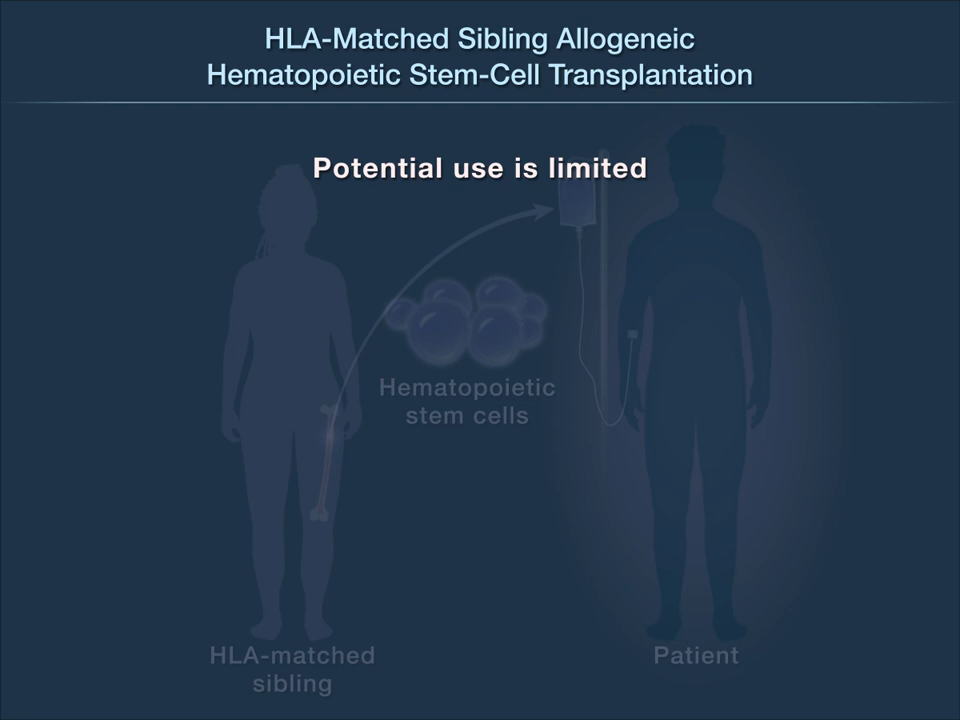 HLA-Matched Sibling Allogeneic
Hematopoietic Stem-Cell Transplantation
Potential use is limited
Hematopoietic
stem cells
HLA-matched
sibling
Patient